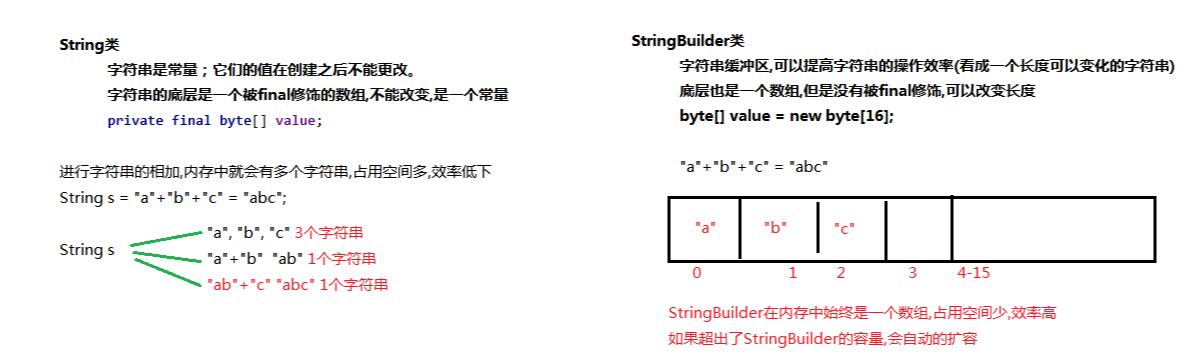 String类
字符串是常量；它们的值在创建之后不能更改。
字符串的底层是一个被final修饰的数组,不能改变,是一个常量
private final byte[] value;
进行字符串的相加,内存中就会有多个字符串,占用空间多,效率低下
String s = "a"+"b"+"c" = "abc";
String s
"a", "b", "c" 3个字符串
"a"+"b" "ab" 1个字符串
"ab"+"c" "abc" 1个字符串
StringBuilder类
字符串缓冲区,可以提高字符串的操作效率(看成一个长度可以变化的字符串)
底层也是一个数组,但是没有被final修饰,可以改变长度
byte[] value = new byte[16];
"a"+"b"+"c" = "abc"
"a" "b" "c"
0 1 2 3 4-15
StringBuilder在内存中始终是一个数组,占用空间少,效率高
如果超出了StringBuilder的容量,会自动的扩容